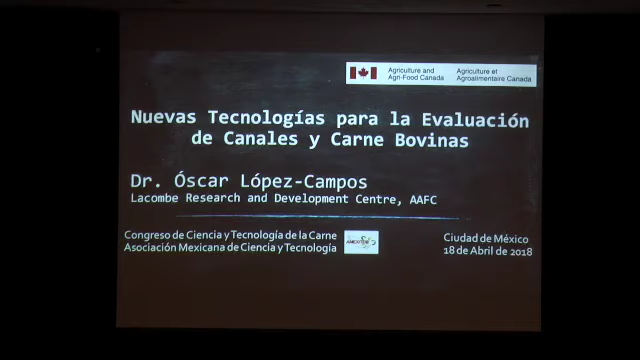 Agriculture and
Agri-Food Canada
Agriculture et
Agroalimentaire Canada
Nuevas Tecnologías para la Evaluación
de Canales y Carne Bovinas
Dr. Óscar López-Campos
Lacombe Research and Development Centre, AAFC
Congreso de Ciencia y Tecnología de la Carne
Asociación Mexicana de Ciencia y Tecnología
Ciudad de México
18 de Abril de 2018